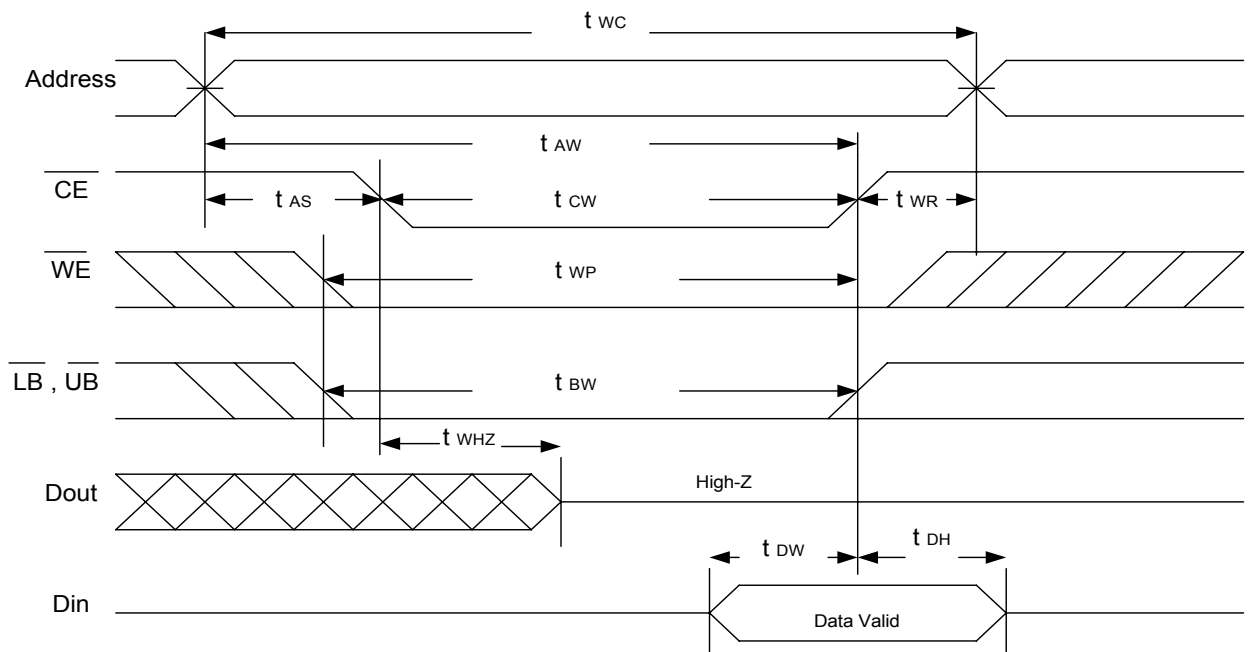 t WC
Address
t AW
CE
t AS
t CW
t WR
WE
t WP
LB , UB
t BW
t WHZ
Dout
High-Z
t DW
t DH
Din
Data Valid